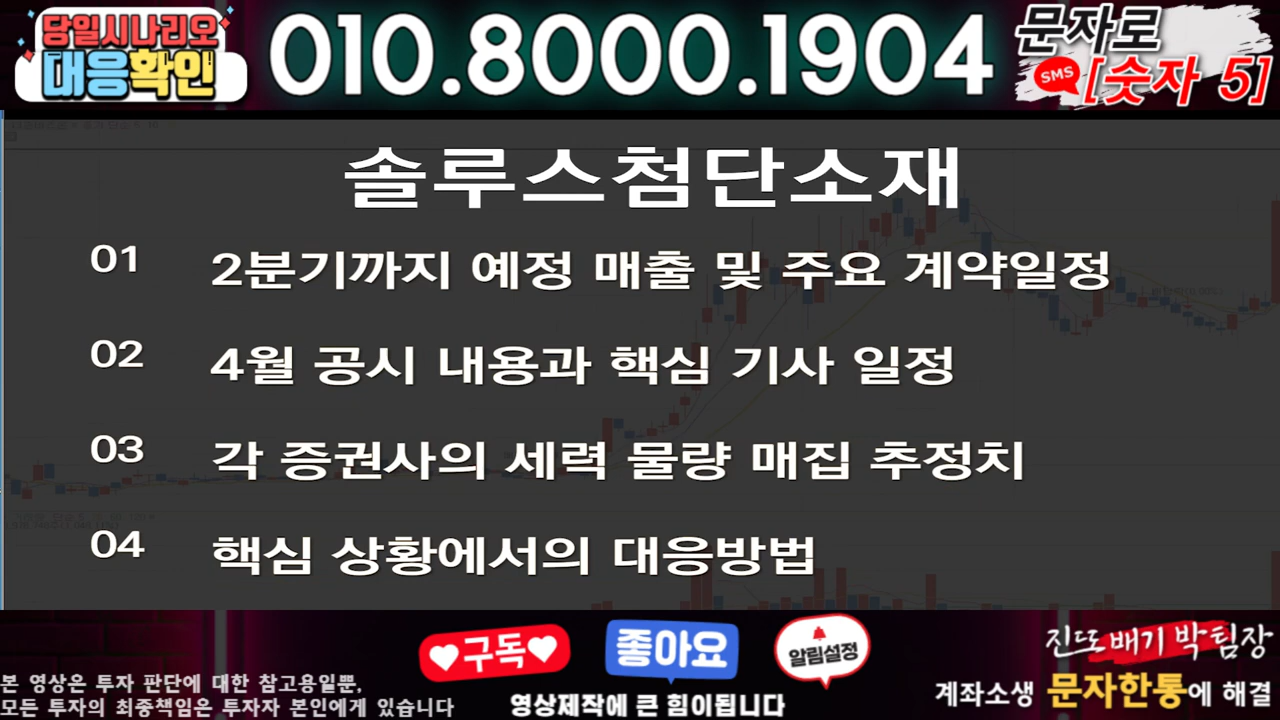 당일시나리오
대응확인
010.8000.1904
문자로
SMS [숫자 5]
솔루스첨단소재
01 2분기까지 예정 매출 및 주요 계약일정
02 4월 공시 내용과 핵심 기사 일정
03 각 증권사의 세력 물량 매집 추정치
04 핵심 상황에서의 대응방법
구독
좋아요
알림설정
영상제작에 큰 힘이됩니다
본 영상은 투자 판단에 대한 참고용일뿐,
모든 투자의 최종책임은 투자자 본인에게 있습니다
진또배기 박팀장
계좌소생 문자한통에 해결